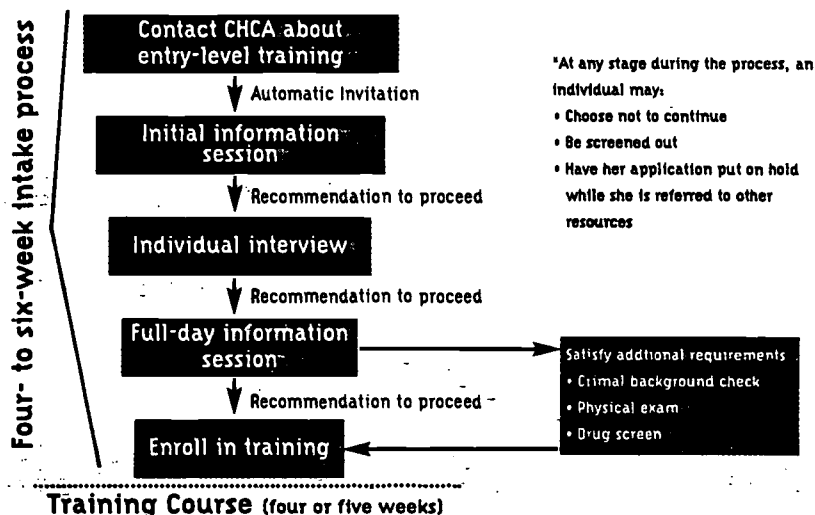 Four- to six-week intake process
Contact CHCA about
entry-level training
Automatic Invitation
Initial information
session
Recommendation to proceed
Individual interview
Recommendation to proceed
Full-day information
session
Recommendation to proceed
Enroll in training
"At any stage during the process, an
individual may:
• Choose not to continue
• Be screened out
• Have her application put on hold
while she is referred to other
resources
Satisfy addtional requirements
• Crimal background check
• Physical exam
• Drug screen
Training Course (four or five weeks)